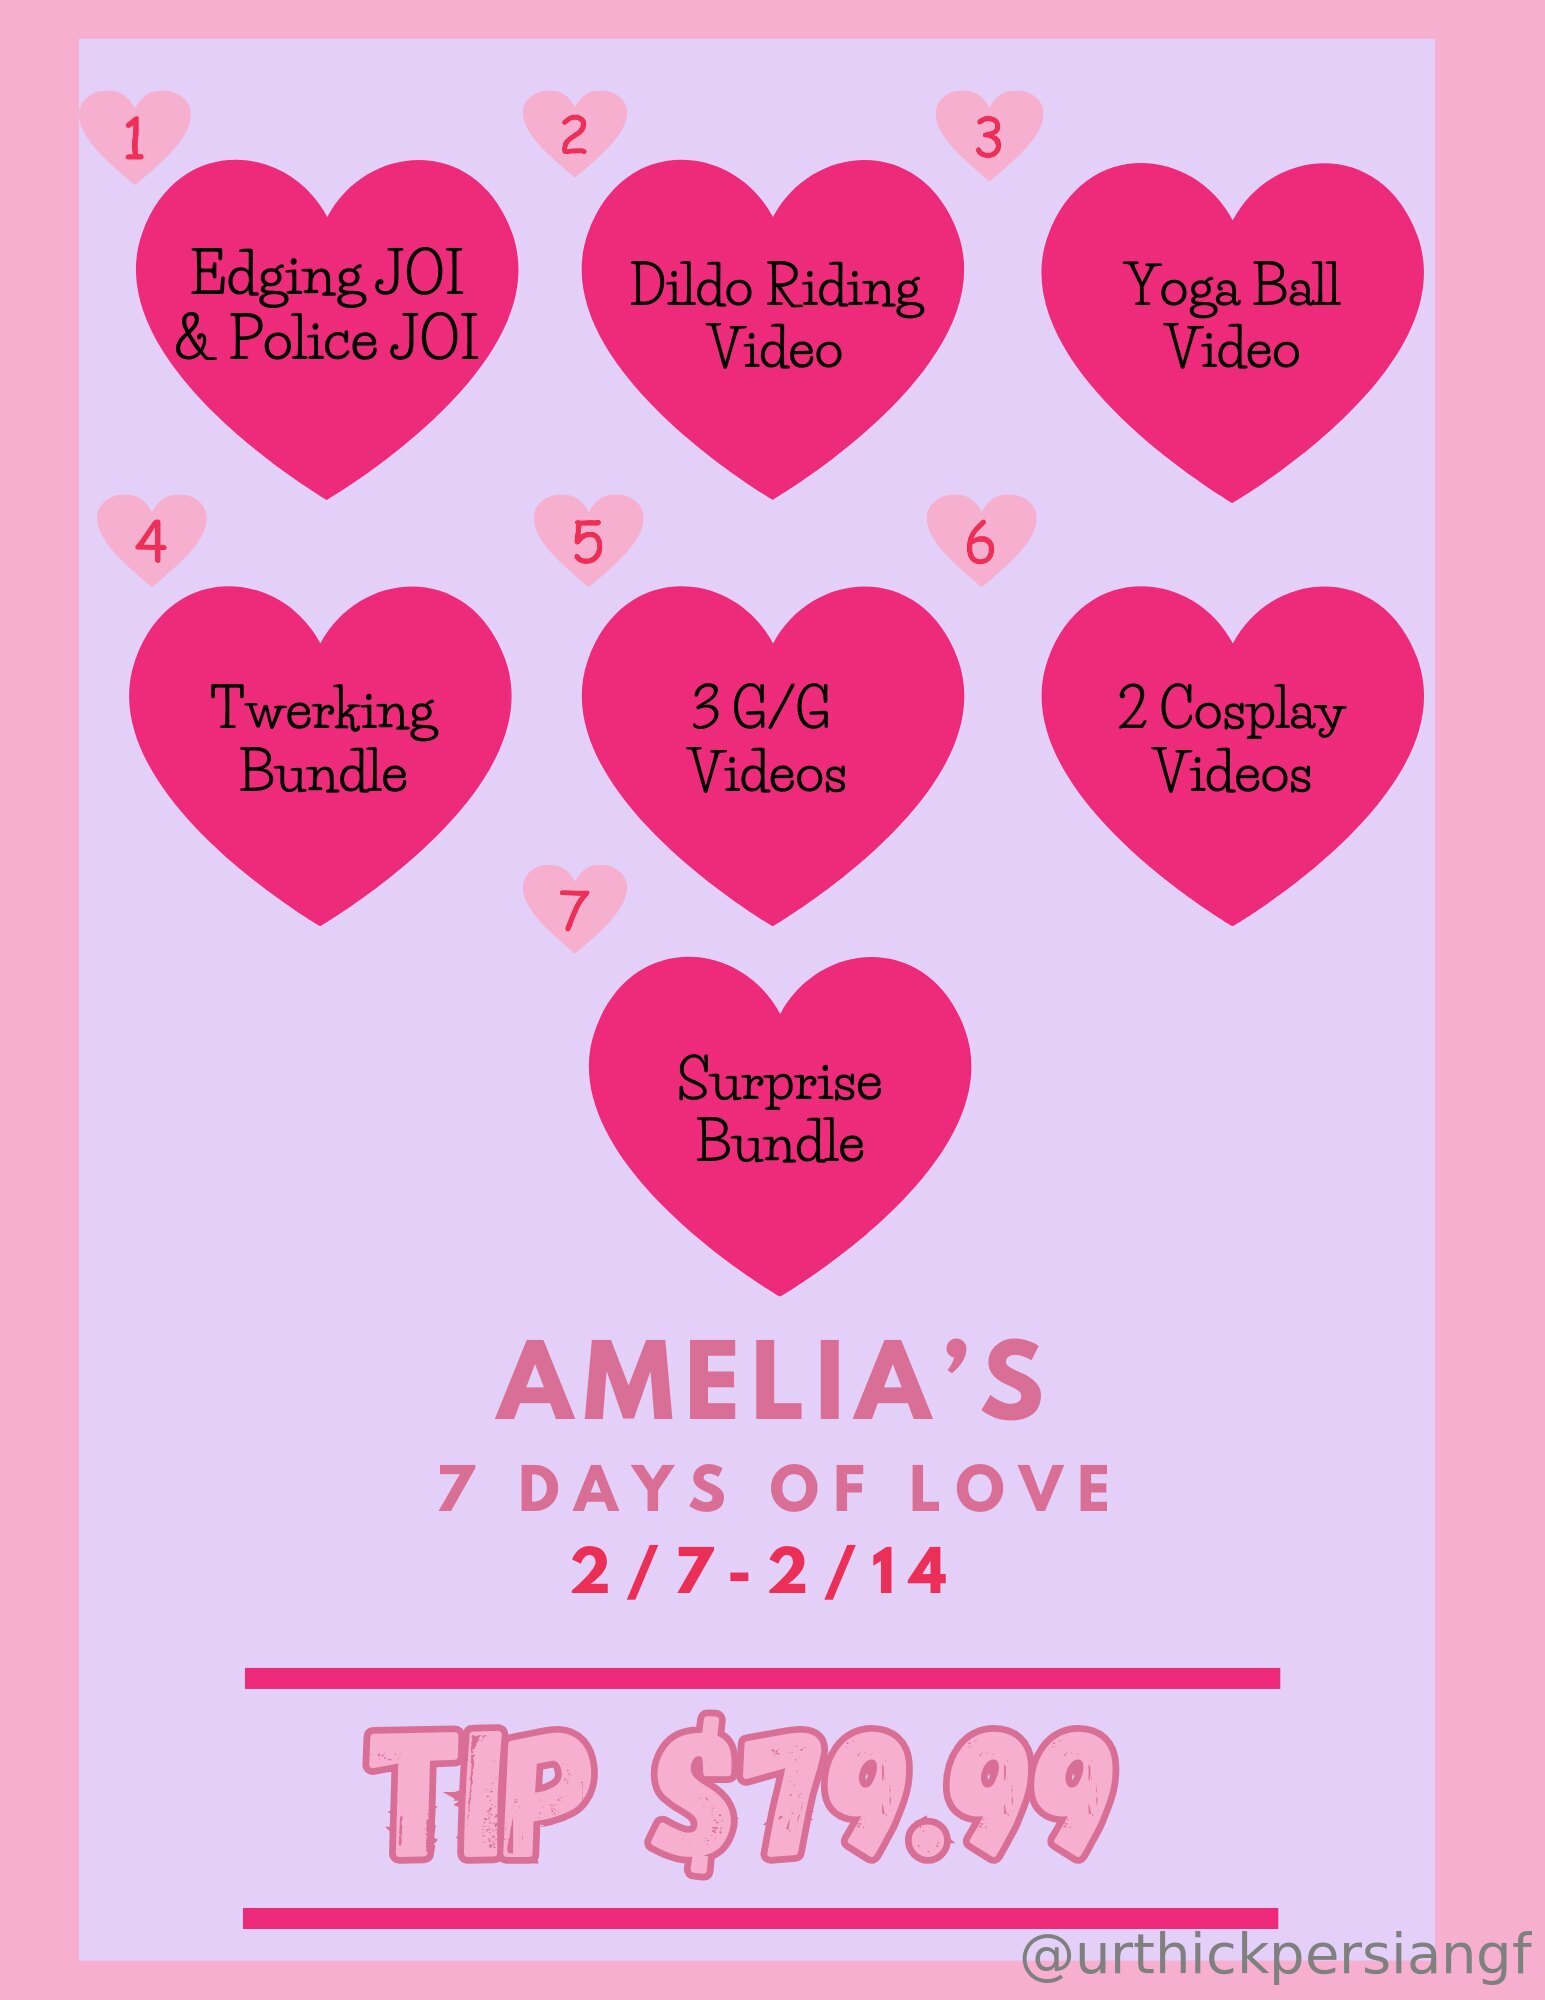 1
Edging JOI
& Police JOI
2
Dildo Riding
Video
3
Yoga Ball
Video
4
Twerking
Bundle
5
3 G/G
Videos
6
2 Cosplay
Videos
7
Surprise
Bundle
AMELIA’S
7 DAYS OF LOVE
2/7-2/14
TIP $79.99
@urthickpersiangf